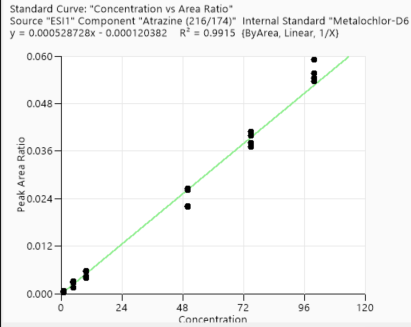 Standard Curve: "Concentration vs Area Ratio"
Source "ESI1" Component "Atrazine (216/174)" Internal Standard "Metalochlor-D6
y = 0.000528728x - 0.000120382 R² = 0.9915 {ByArea, Linear, 1/X}
0.060
0.048
0.036
0.024
0.012
0.000
Peak Area Ratio
0 24 48 72 96 120
Concentration